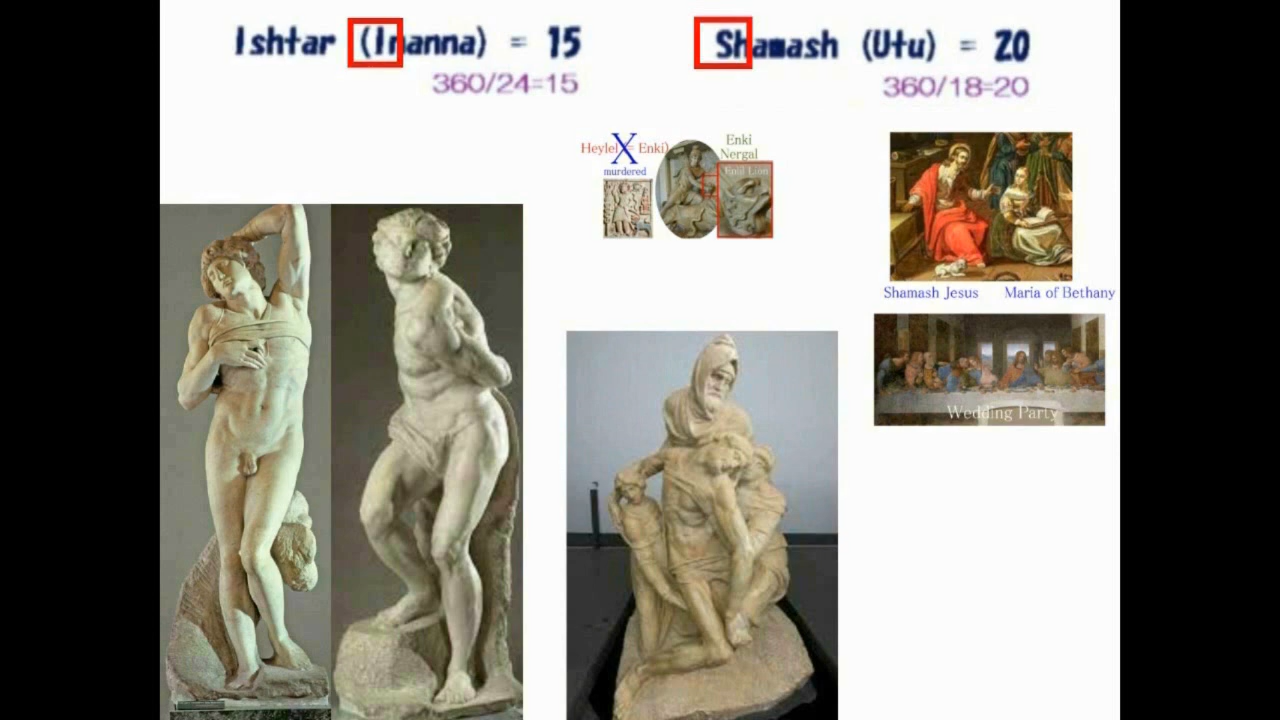 Ishtar (Inanna) = 15
360/24=15
Shamash (Utu) = 20
360/18=20
Heylel (= Enki)
X
murdered
Enki
Nergal
Lion
Shamash Jesus
Maria of Bethany
Wedding Party